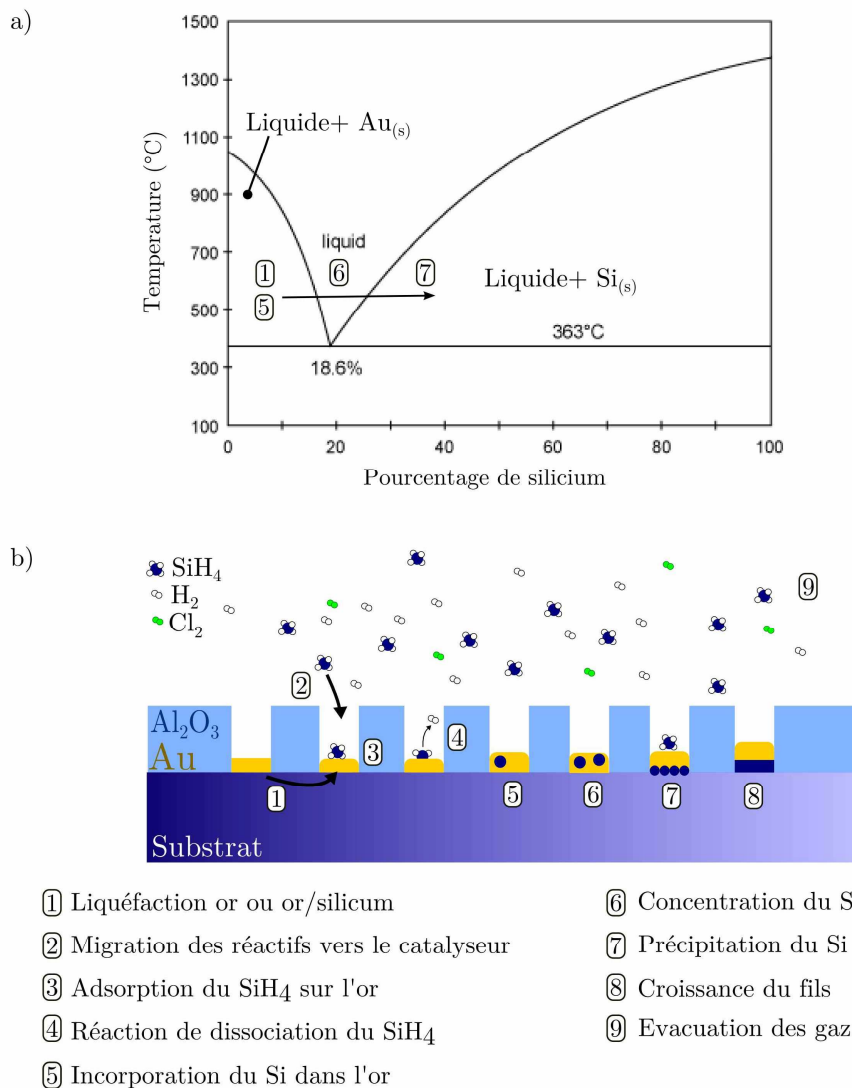 a)
1500
1300
1100
900
700
500
300
100
Temperature (°C)
Liquide+ Au(s)
liquid
1
6
7
5
Liquide+ Si(s)
363°C
18.6%
0
20
40
60
80
100
Pourcentage de silicium
b)
SiH4
H2
Cl2
9
2
Al2O3
Au
3
4
1
5
6
7
8
Substrat
1 Liquéfaction or ou or/silicum
2 Migration des réactifs vers le catalyseur
3 Adsorption du SiH4 sur l'or
4 Réaction de dissociation du SiH4
5 Incorporation du Si dans l'or
6 Concentration du S
7 Précipitation du Si
8 Croissance du fils
9 Evacuation des gaz